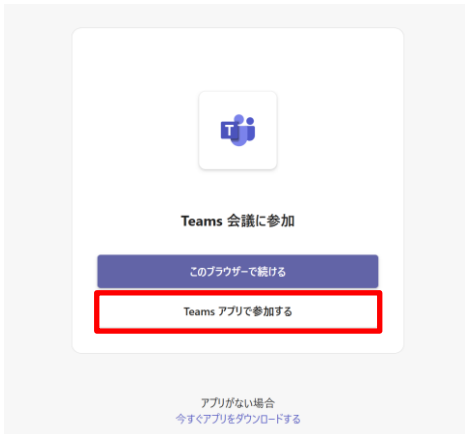 T
Teams 会議に参加
このブラウザーで続ける
Teams アプリで参加する
アプリがない場合
今すぐアプリをダウンロードする